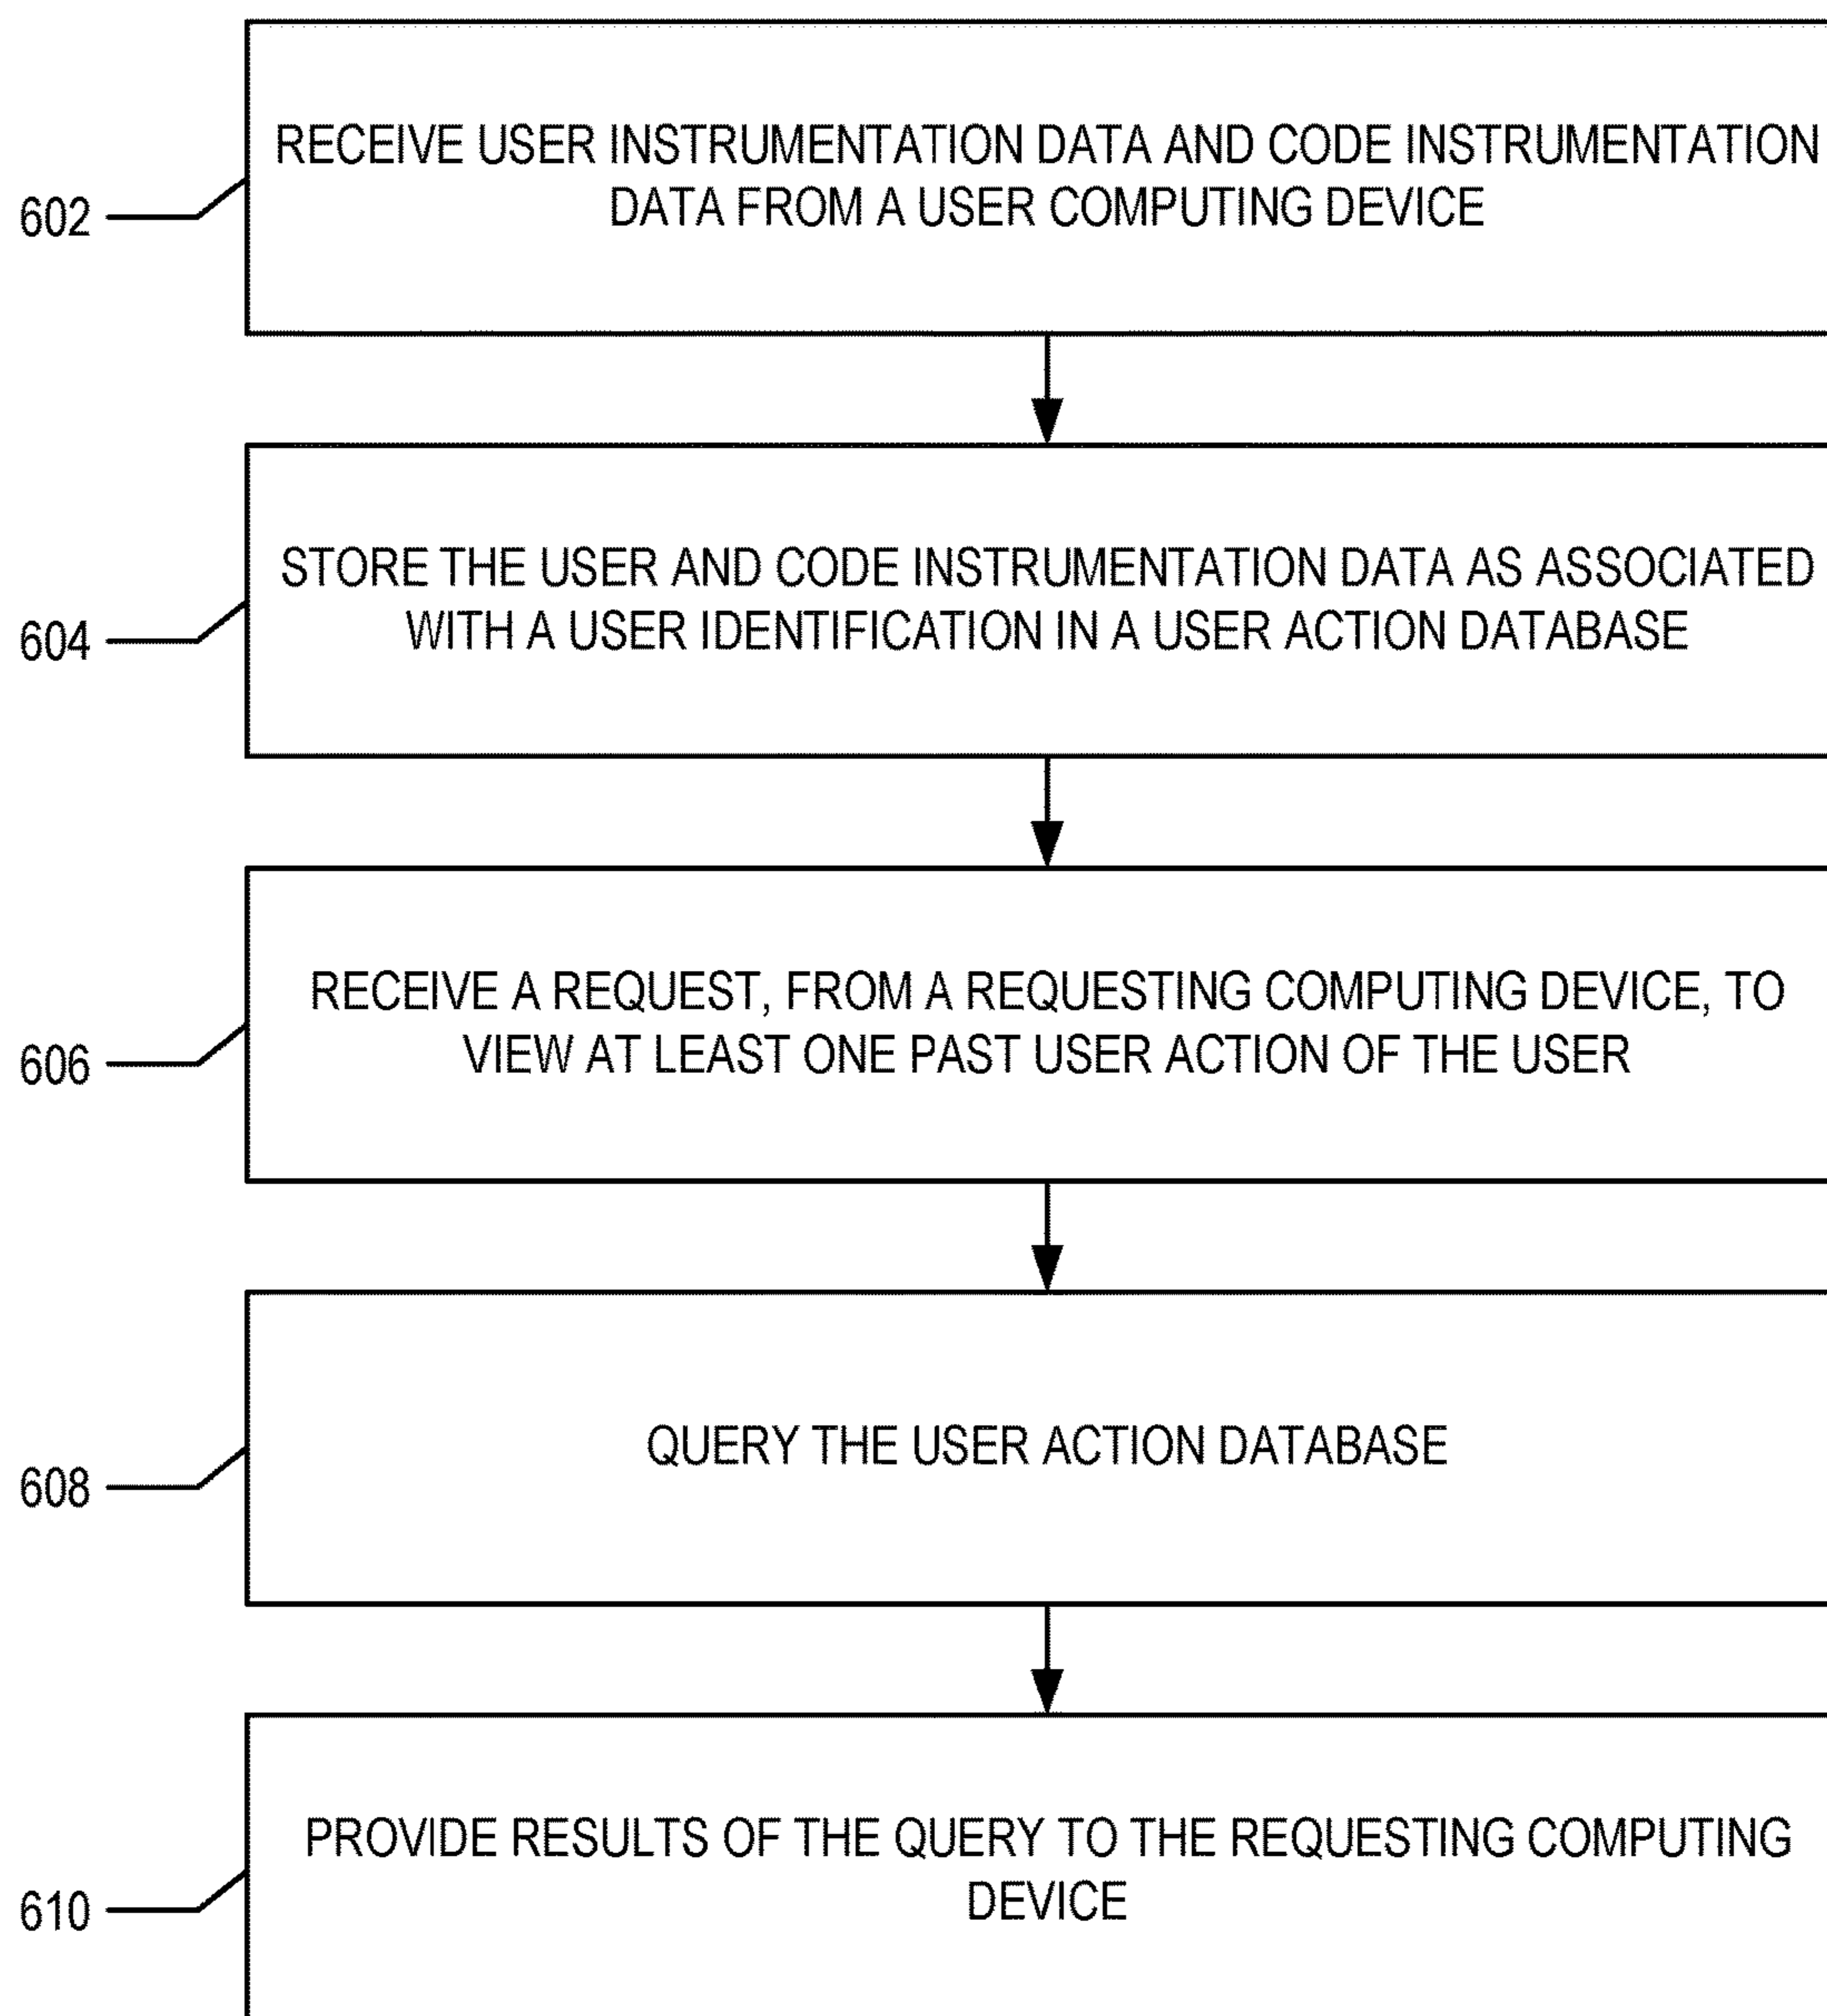 RECEIVE USER INSTRUMENTATION DATA AND CODE INSTRUMENTATION
DATA FROM A USER COMPUTING DEVICE
602
STORE THE USER AND CODE INSTRUMENTATION DATA AS ASSOCIATED
WITH A USER IDENTIFICATION IN A USER ACTION DATABASE
604
RECEIVE A REQUEST, FROM A REQUESTING COMPUTING DEVICE, TO
VIEW AT LEAST ONE PAST USER ACTION OF THE USER
606
QUERY THE USER ACTION DATABASE
608
PROVIDE RESULTS OF THE QUERY TO THE REQUESTING COMPUTING
DEVICE
610